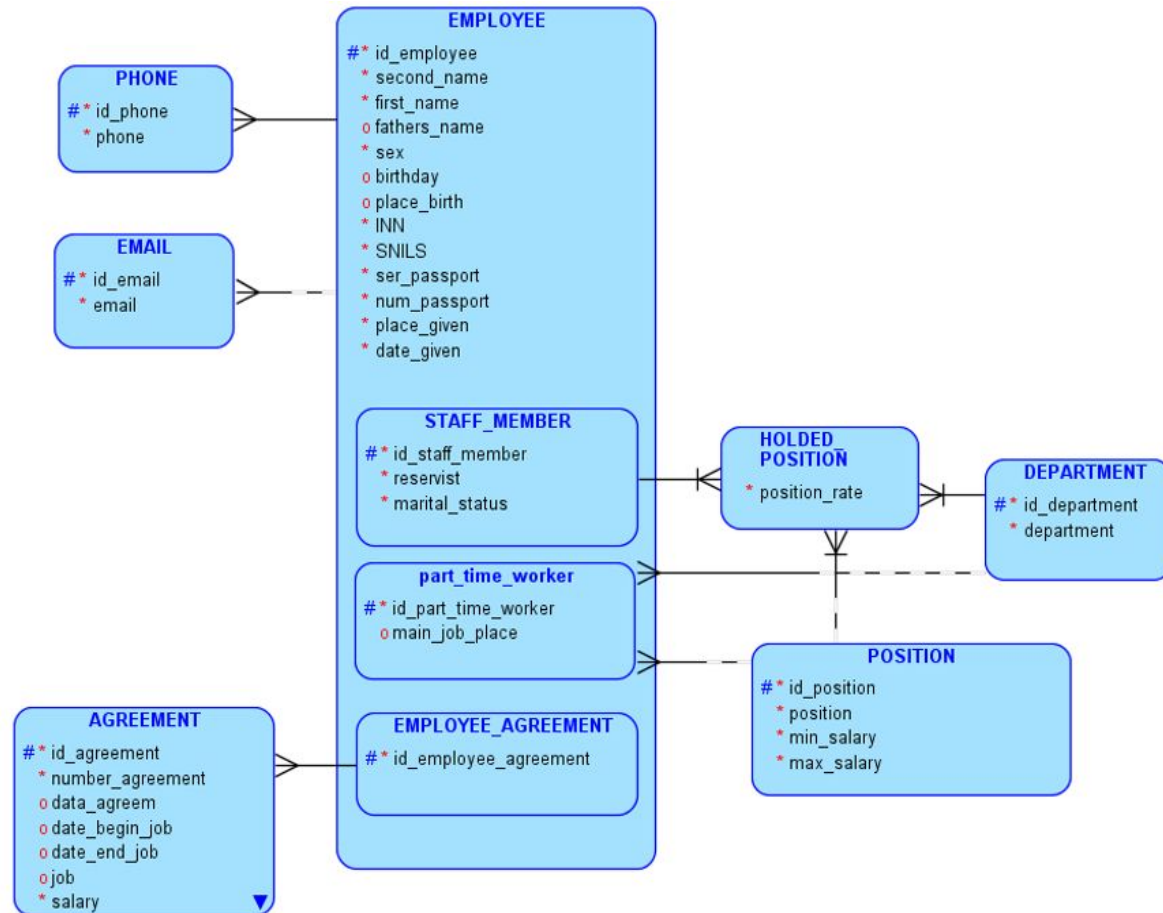 EMPLOYEE
#* id_employee
* second_name
* first_name
o fathers_name
* sex
o birthday
o place_birth
* INN
* SNILS
* ser_passport
* num_passport
* place_given
* date_given
PHONE
#* id_phone
* phone
EMAIL
#* id_email
* email
STAFF_MEMBER
#* id_staff_member
* reservist
* marital_status
HOLDED_
POSITION
* position_rate
DEPARTMENT
#* id_department
* department
part_time_worker
#* id_part_time_worker
o main_job_place
POSITION
#* id_position
* position
* min_salary
* max_salary
EMPLOYEE_AGREEMENT
#* id_employee_agreement
AGREEMENT
#* id_agreement
* number_agreement
o data_agreem
o date_begin_job
o date_end_job
o job
* salary